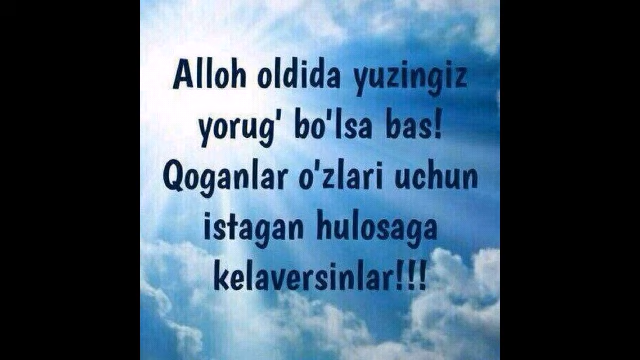 Alloh oldida yuzingiz
yorug' bo'lsa bas!
Qoganlar o'zlari uchun
istagan hulosaga
kelaversinlar!!!